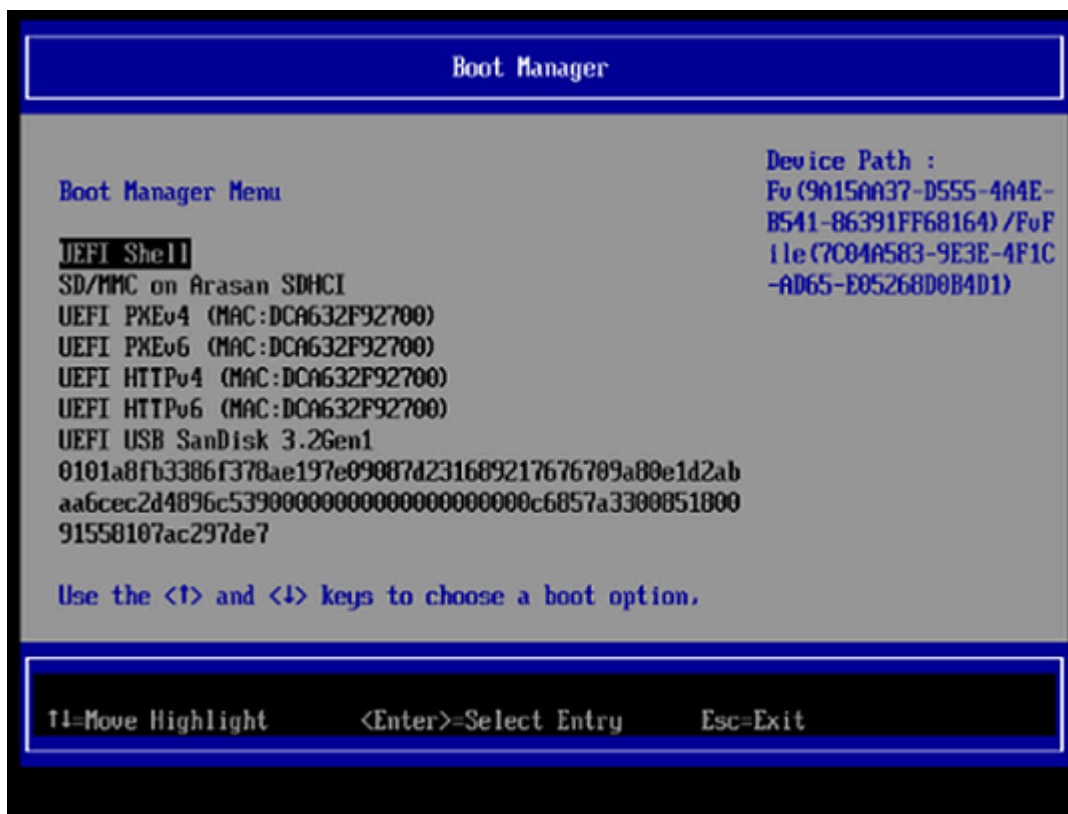 Boot Manager
Boot Manager Menu
UEFI Shell
SD/MMC on Arasan SDHCI
UEFI PXEv4 (MAC:DCA632F92700)
UEFI PXEv6 (MAC:DCA632F92700)
UEFI HTTPv4 (MAC:DCA632F92700)
UEFI HTTPv6 (MAC:DCA632F92700)
UEFI USB SanDisk 3.2Gen1
0101a8fb3386f378ae197e09087d231689217676709a80e1d2ab
aa6cec2d4896c53900000000000000000000c6857a3300851800
91558107ac297de7
Use the <↑> and <↓> keys to choose a boot option.
Device Path :
Fv(9A15AA37-D555-4A4E-
B541-86391FF68164)/FvF
ile(7C04A583-9E3E-4F1C
-AD65-E05268D0B4D1)
↑↓=Move Highlight <Enter>=Select Entry Esc=Exit